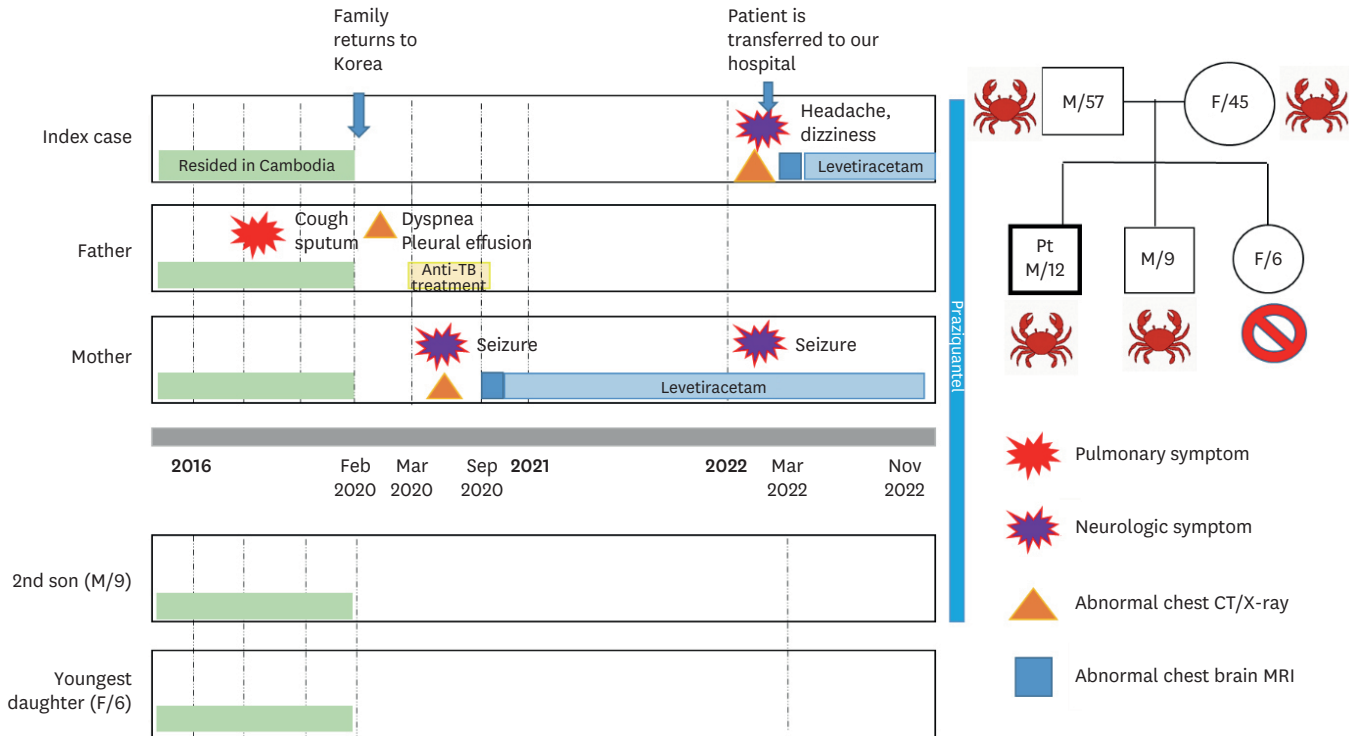 Family
returns to
Korea
Patient is
transferred to our
hospital
Index case
Resided in Cambodia
Headache,
dizziness
Levetiracetam
Father
Cough
sputum
Dyspnea
Pleural effusion
Anti-TB
treatment
Mother
Seizure
Seizure
Levetiracetam
2016
Feb
2020
Mar
2020
Sep
2020
2021
2022
Mar
2022
Nov
2022
2nd son (M/9)
Youngest
daughter (F/6)
Praziquantel
M/57
F/45
Pt
M/12
M/9
F/6
Pulmonary symptom
Neurologic symptom
Abnormal chest CT/X-ray
Abnormal chest brain MRI